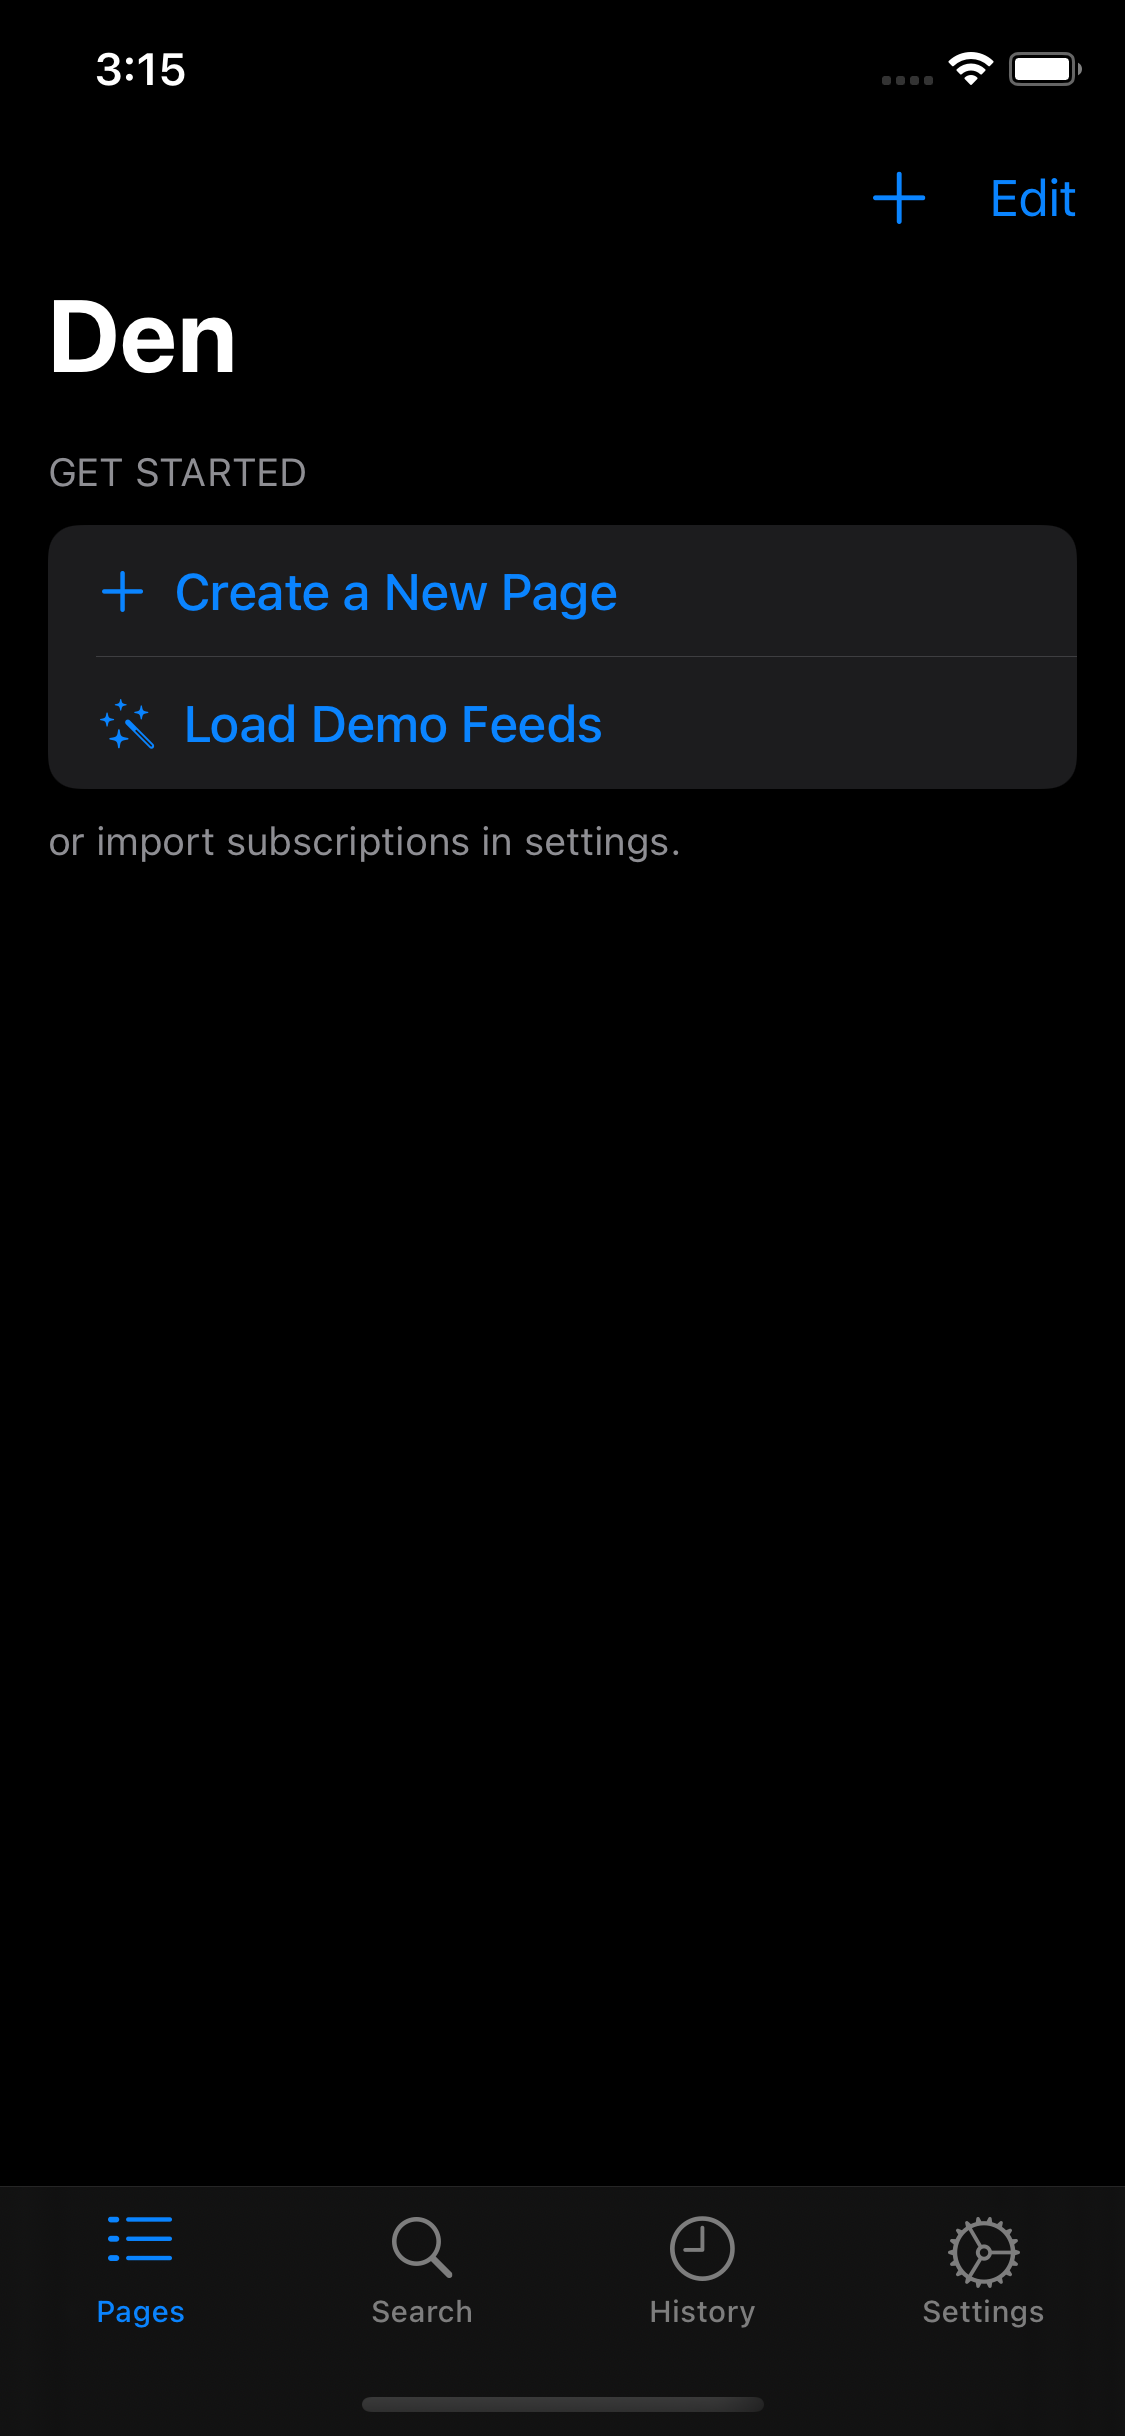 3:15
Edit
Den
GET STARTED
Create a New Page
Load Demo Feeds
or import subscriptions in settings.
Pages
Search
History
Settings